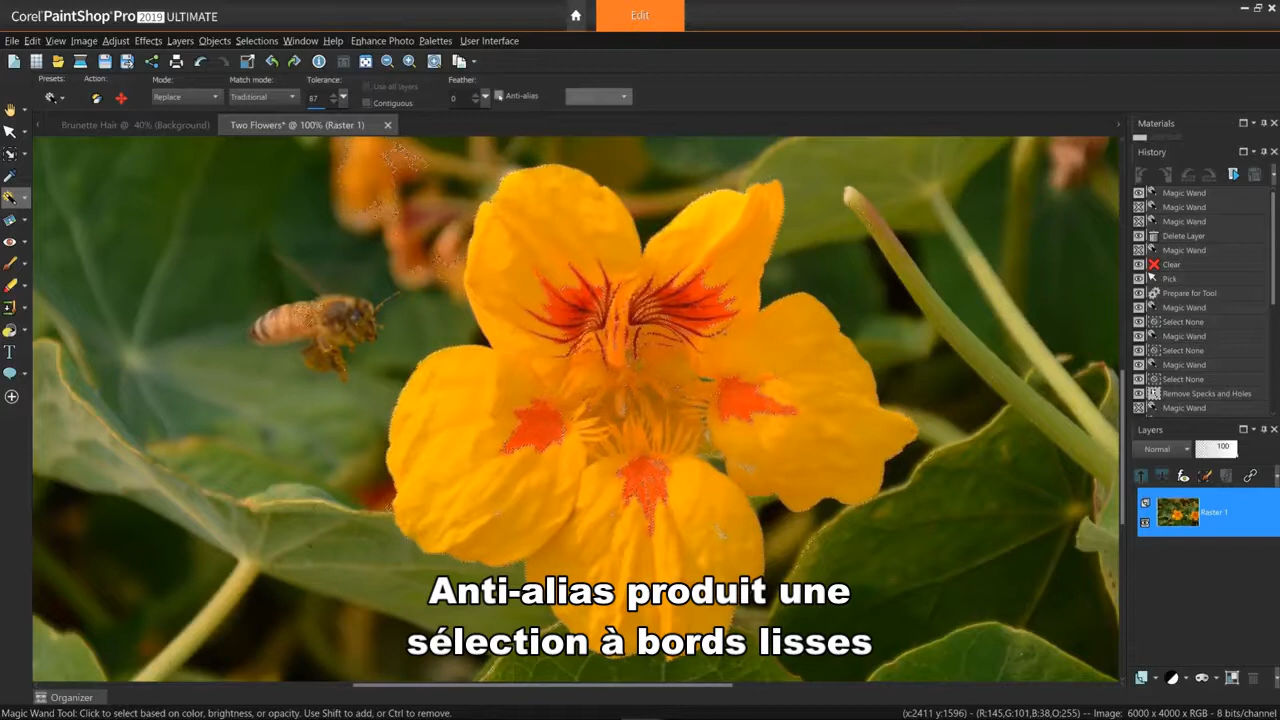 Corel PaintShop Pro 2019 ULTIMATE
Edit
File Edit View Image Adjust Effects Layers Objects Selections Window Help Enhance Photo Palettes User Interface
Presets: Action: Mode: Match mode: Tolerance: Use all layers Feather:
Replace Traditional 87 Contiguous 0 Anti-alias
Brunette Hair @ 40% (Background) Two Flowers* @ 100% (Raster 1)
Materials
History
Magic Wand
Magic Wand
Magic Wand
Delete Layer
Magic Wand
Clear
Pick
Prepare for Tool
Magic Wand
Select None
Magic Wand
Select None
Magic Wand
Select None
Remove Specks and Holes
Magic Wand
Layers
Normal 100
Raster 1
Anti-alias produit une
sélection à bords lisses
Organizer
Magic Wand Tool: Click to select based on color, brightness, or opacity. Use Shift to add, or Ctrl to remove.
(x:2411 y:1596) - (R:145,G:101,B:38,O:255) -- Image: 6000 x 4000 x RGB - 8 bits/channel